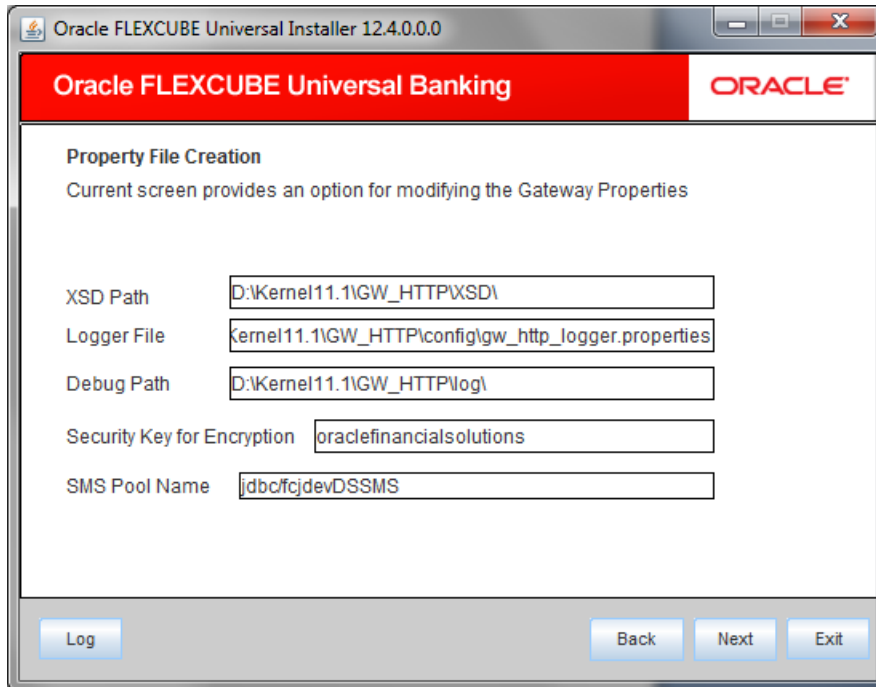 Oracle FLEXCUBE Universal Installer 12.4.0.0.0
Oracle FLEXCUBE Universal Banking
ORACLE
Property File Creation
Current screen provides an option for modifying the Gateway Properties
XSD Path D:\Kernel11.1\GW_HTTP\XSD\
Logger File Kernel11.1\GW_HTTP\config\gw_http_logger.properties
Debug Path D:\Kernel11.1\GW_HTTP\log\
Security Key for Encryption oraclefinancialsolutions
SMS Pool Name jdbc/fcjdevDSSMS
Log Back Next Exit